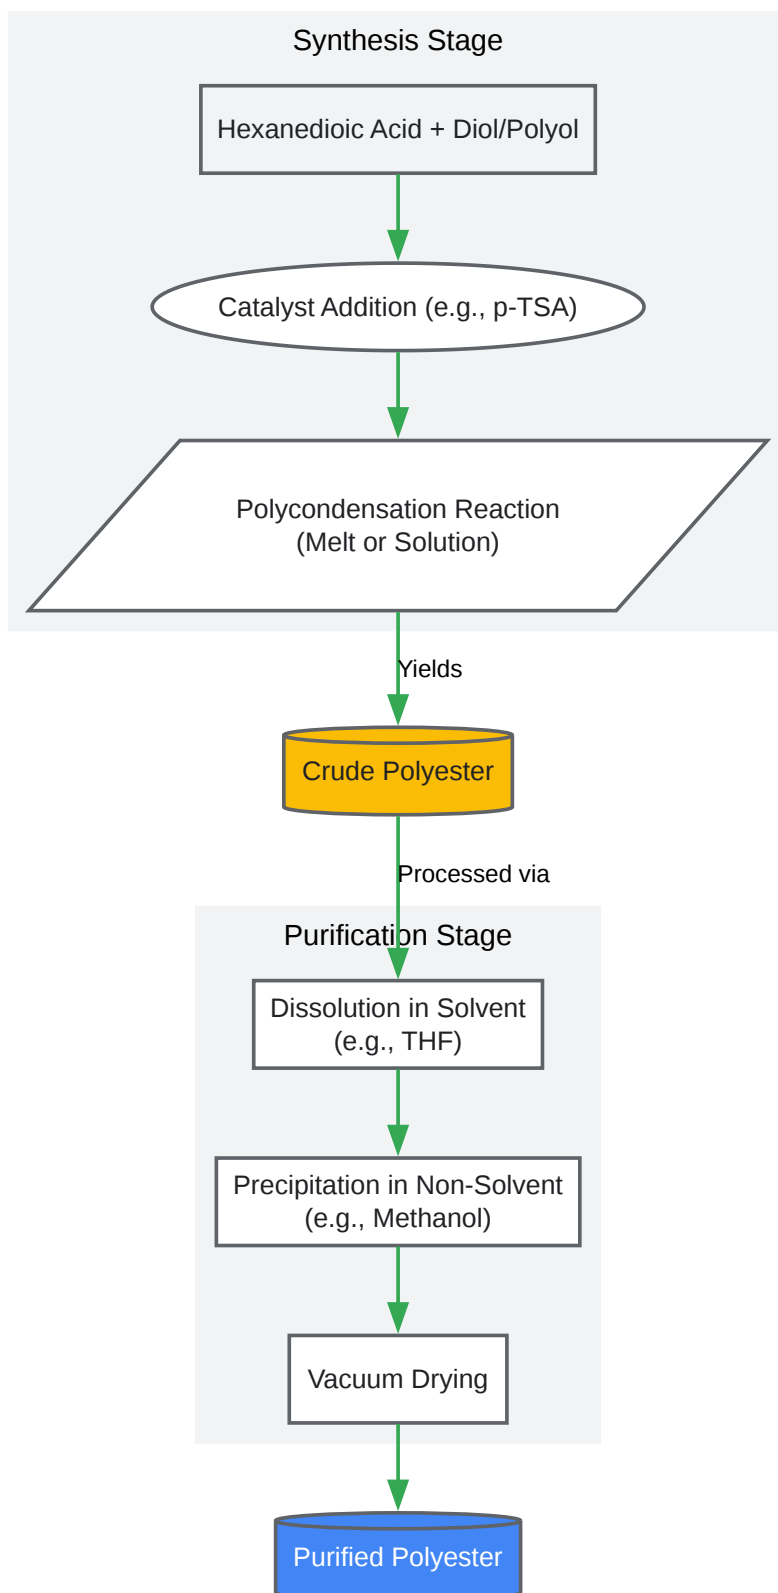 Synthesis Stage
Hexanedioic Acid + Diol/Polyol
Catalyst Addition (e.g., p-TSA)
Polycondensation Reaction
(Melt or Solution)
Yields
Crude Polyester
Processed via
Purification Stage
Dissolution in Solvent
(e.g., THF)
Precipitation in Non-Solvent
(e.g., Methanol)
Vacuum Drying
Purified Polyester